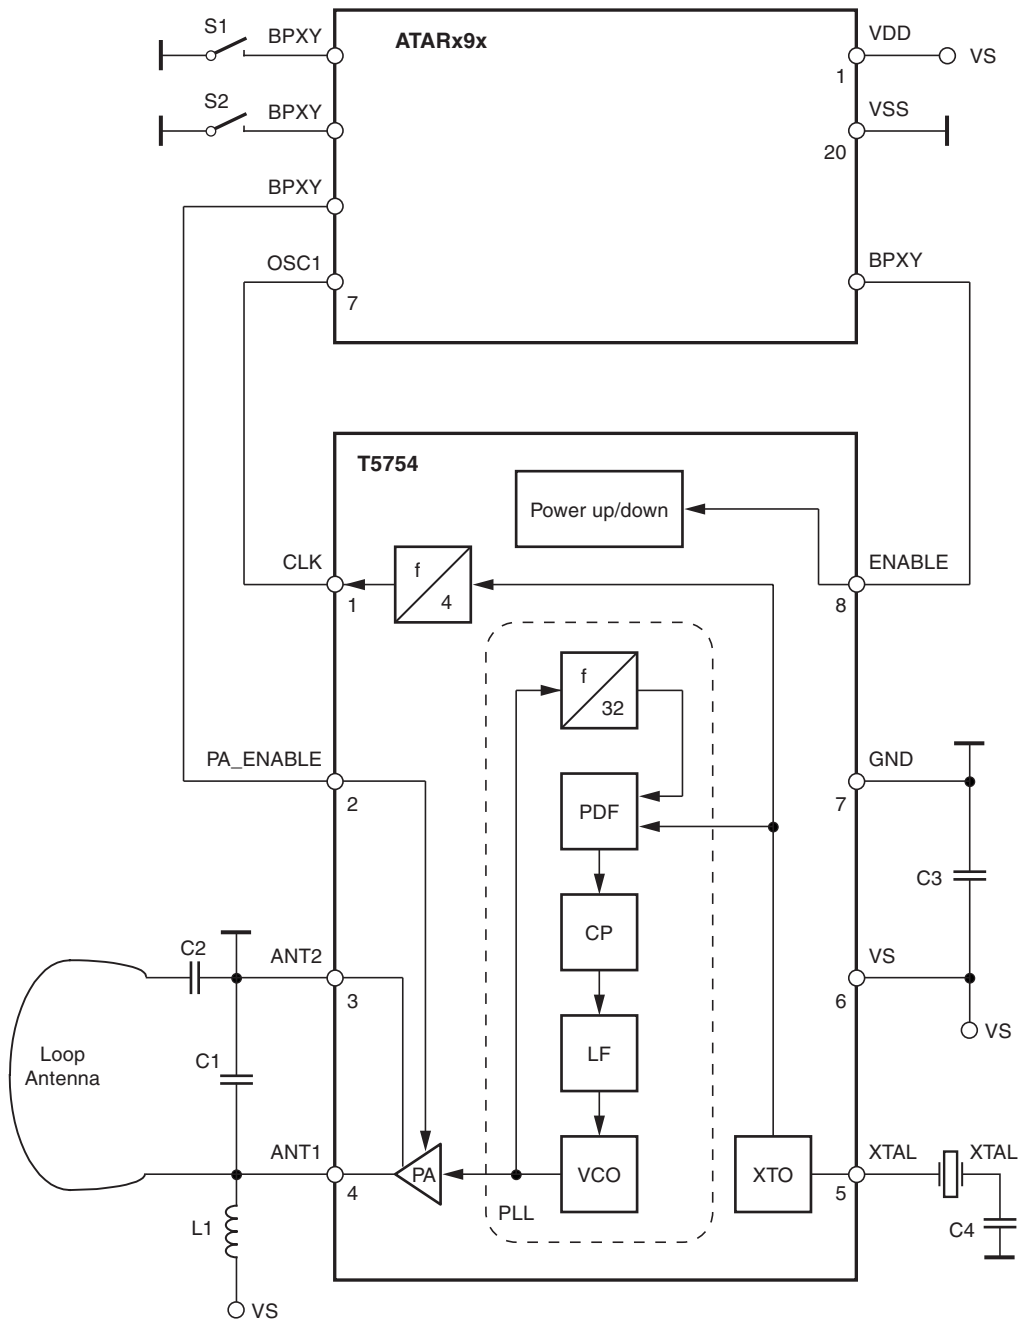 S1
BPXY
ATARx9x
VDD
1
VS
S2
BPXY
VSS
20
BPXY
OSC1
7
BPXY
T5754
Power up/down
CLK
1
f
4
ENABLE
8
f
32
PA_ENABLE
2
GND
7
PDF
C3
CP
C2
ANT2
3
VS
6
VS
Loop
Antenna
C1
LF
ANT1
4
PA
VCO
XTO
XTAL
5
XTAL
L1
PLL
C4
VS